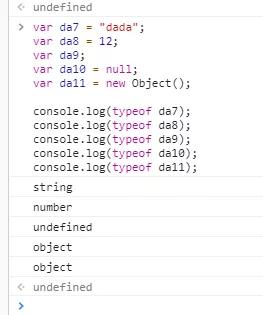 undefined
var da7 = "dada";
var da8 = 12;
var da9;
var da10 = null;
var da11 = new Object();
console.log(typeof da7);
console.log(typeof da8);
console.log(typeof da9);
console.log(typeof da10);
console.log(typeof da11);
string
number
undefined
object
object
undefined